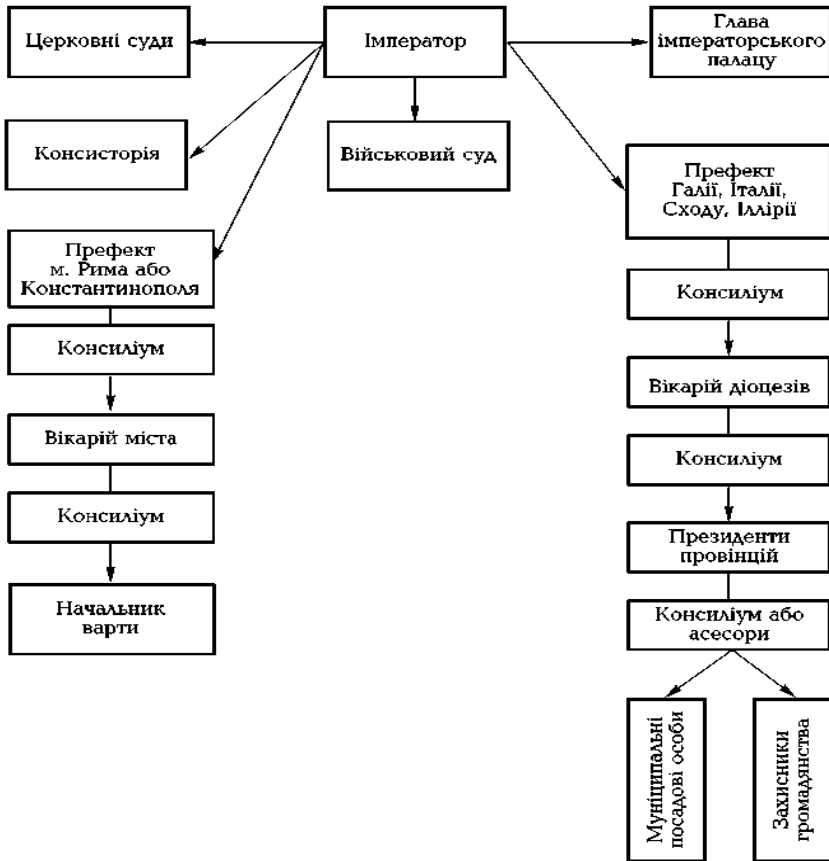 Церковні суди
Імператор
Глава
імператорського
палацу
Консисторія
Військовий суд
Префект
Галії, Італії,
Сходу, Іллірії
Префект
м. Рима або
Константинополя
Консиліум
Консиліум
Вікарій діоцезів
Вікарій міста
Консиліум
Консиліум
Президенти
провінцій
Начальник
варти
Консиліум або
асесори
Муніципальні
посадові особи
Захисники
громадянства